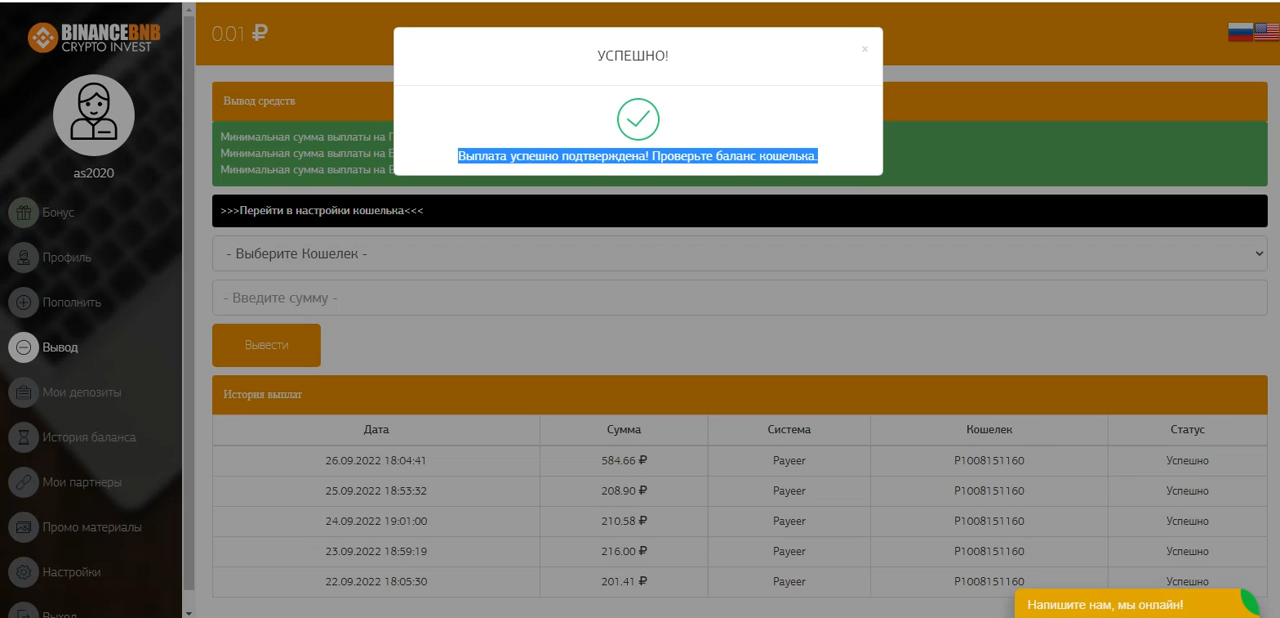 BINANCEBNB
CRYPTO INVEST
as2020
Бонус
Профиль
Пополнить
Вывод
Мои депозиты
История баланса
Мои партнеры
Промо материалы
Настройки
Выход
0.01 ₽
УСПЕШНО!
×
Выплата успешно подтверждена! Проверьте баланс кошелька.
Вывод средств
Минимальная сумма выплаты на
Минимальная сумма выплаты на
Минимальная сумма выплаты на
>>>Перейти в настройки кошелька<<<
- Выберите Кошелек -
- Введите сумму -
Вывести
История выплат
Дата Сумма Система Кошелек Статус
26.09.2022 18:04:41 584.66 ₽ Payeer P1008151160 Успешно
25.09.2022 18:53:32 208.90 ₽ Payeer P1008151160 Успешно
24.09.2022 19:01:00 210.58 ₽ Payeer P1008151160 Успешно
23.09.2022 18:59:19 216.00 ₽ Payeer P1008151160 Успешно
22.09.2022 18:05:30 201.41 ₽ Payeer P1008151160 Успешно
Напишите нам, мы онлайн!